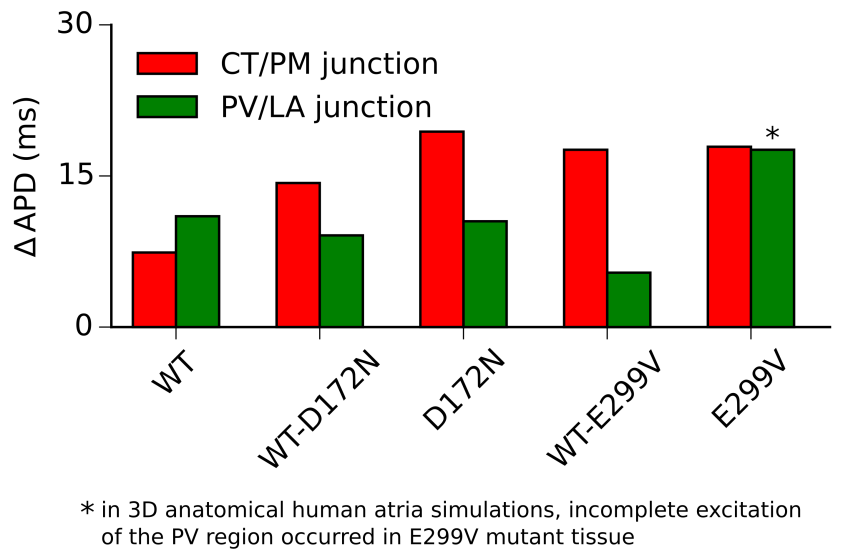 30
CT/PM junction
PV/LA junction
*
15
0
Δ APD (ms)
WT
WT-D172N
D172N
WT-E299V
E299V
* in 3D anatomical human atria simulations, incomplete excitation
of the PV region occurred in E299V mutant tissue